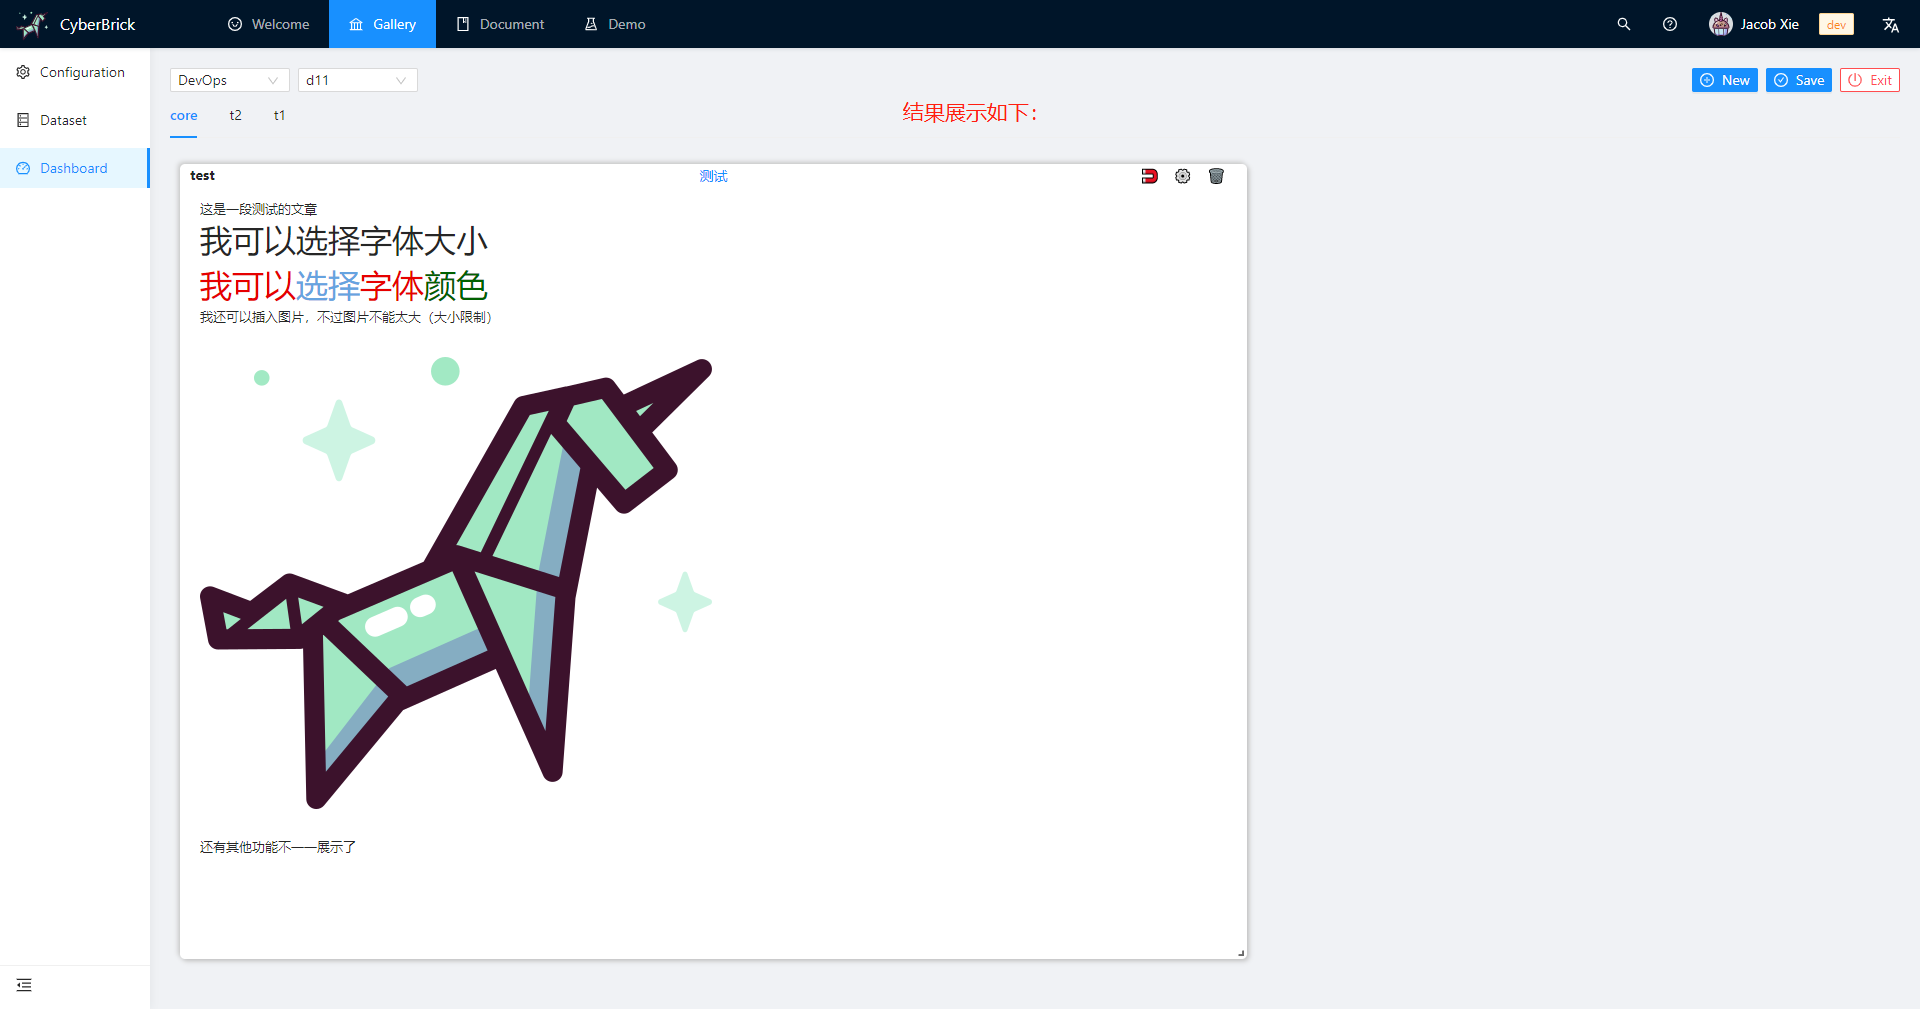 CyberBrick
Welcome
Gallery
Document
Demo
Jacob Xie
dev
Configuration
Dataset
Dashboard
DevOps
d11
New
Save
Exit
core
t2
t1
结果展示如下：
test
测试
这是一段测试的文章
我可以选择字体大小
我可以选择字体颜色
我还可以插入图片，不过图片不能太大（大小限制）
还有其他功能不一一展示了